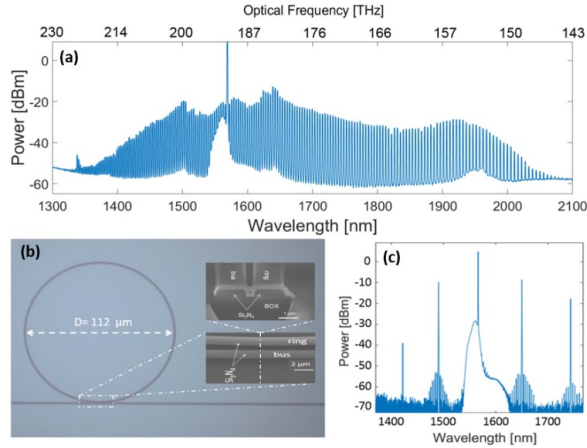 Optical Frequency [THz]
230 214 200 187 176 166 157 150 143
(a)
Power [dBm]
0
-20
-40
-60
1300 1400 1500 1600 1700 1800 1900 2000 2100
Wavelength [nm]
(b)
D= 112 μm
bus
ring
Si3N4
BOX
1 μm
ring
bus
Si3N4
2 μm
(c)
Power [dBm]
0
-10
-20
-30
-40
-50
-60
-70
1400 1500 1600 1700
Wavelength [nm]